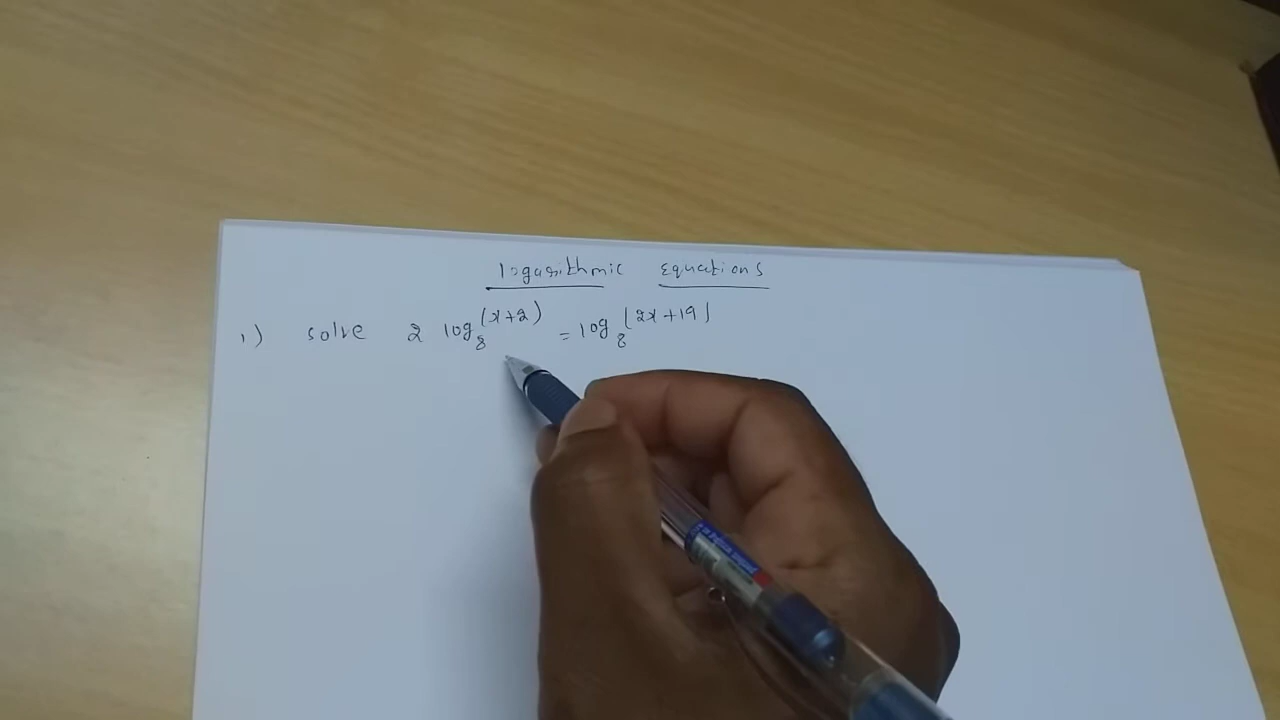 logarithmic equations
1) solve 2 log₈(x+2) = log₈(2x+19)